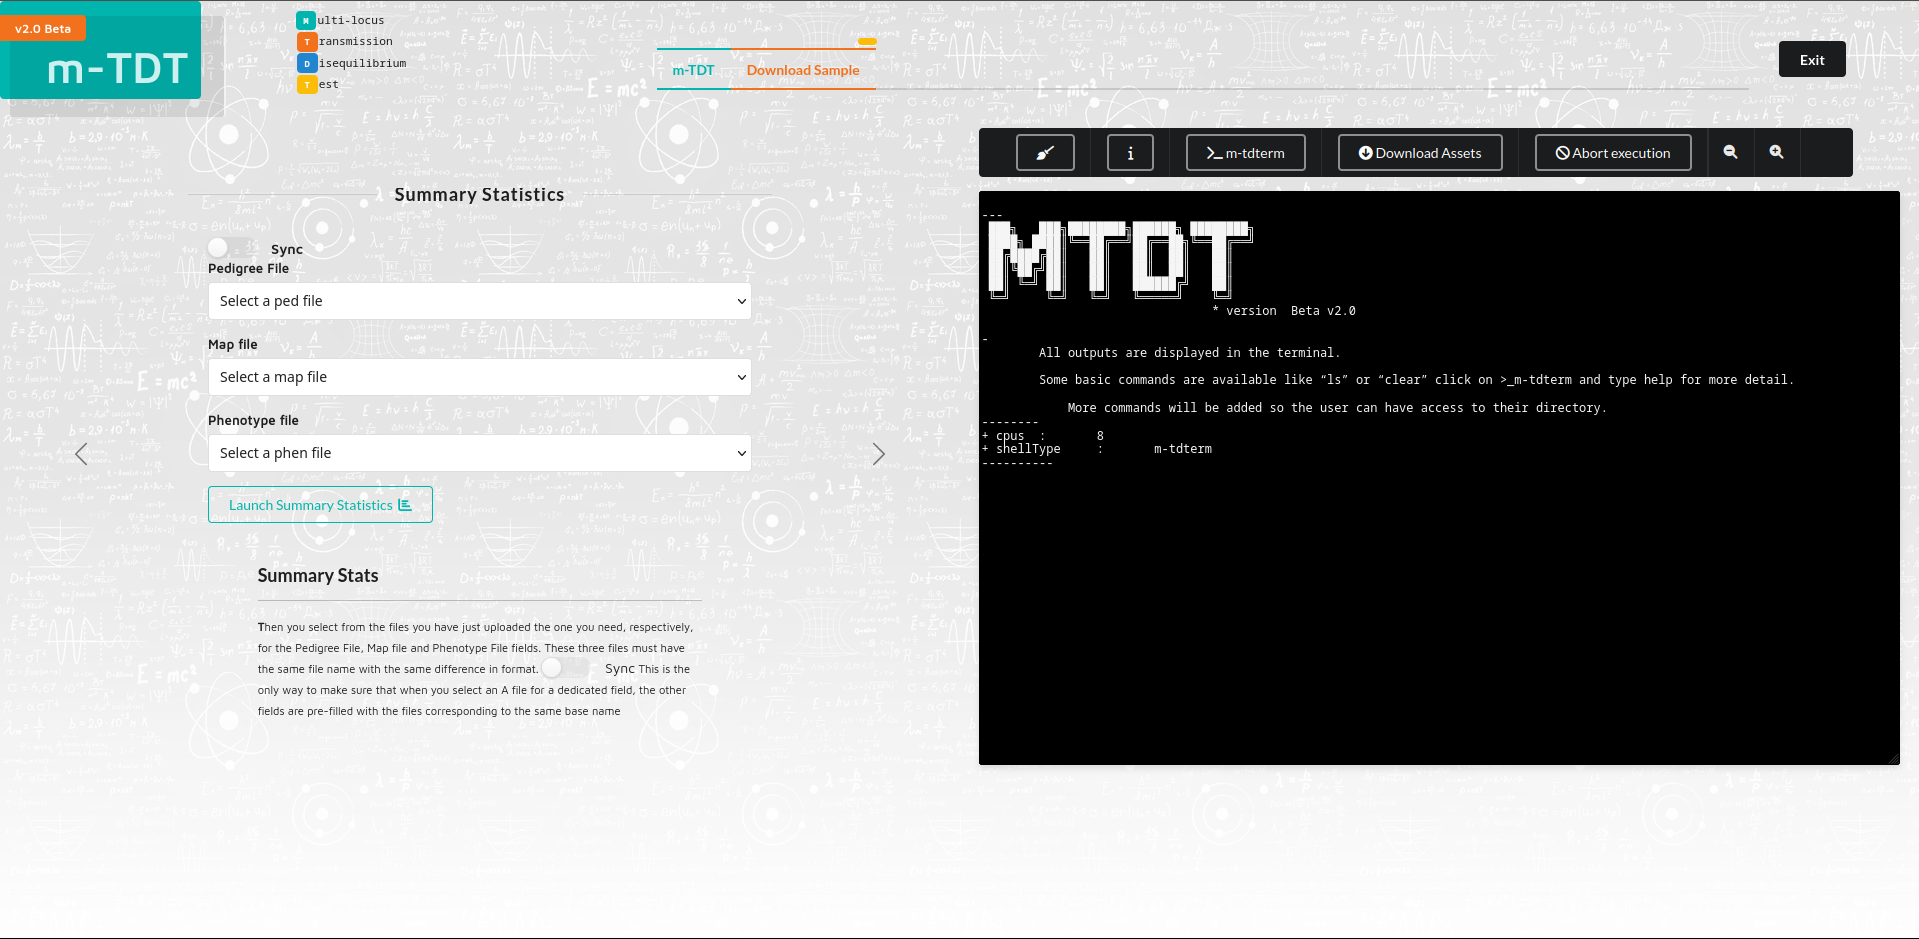 v2.0 Beta
m-TDT
Multi-locus
Transmission
Disequilibrium
Test
m-TDT
Download Sample
Exit
i
>_ m-tdterm
Download Assets
Abort execution
Summary Statistics
Sync
Pedigree File
Select a ped file
Map file
Select a map file
Phenotype file
Select a phen file
Launch Summary Statistics
Summary Stats
Then you select from the files you have just uploaded the one you need, respectively,
for the Pedigree File, Map file and Phenotype File fields. These three files must have
the same file name with the same difference in format. Sync This is the
only way to make sure that when you select an A file for a dedicated field, the other
fields are pre-filled with the files corresponding to the same base name
---
MTDT
* version Beta v2.0
-
All outputs are displayed in the terminal.
Some basic commands are available like “ls” or “clear” click on >_m-tdterm and type help for more detail.
More commands will be added so the user can have access to their directory.
--------
+ cpus : 8
+ shellType : m-tdterm
----------